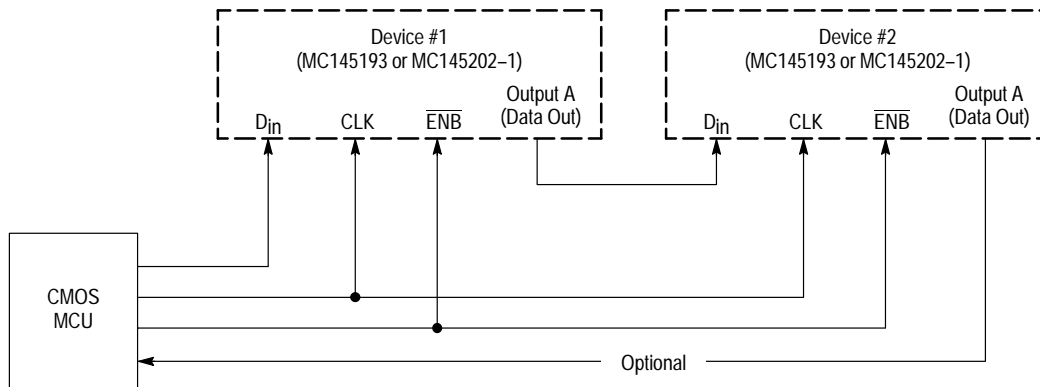 Device #1
(MC145193 or MC145202–1)
Output A
(Data Out)
Din
CLK
ENB
Device #2
(MC145193 or MC145202–1)
Output A
(Data Out)
Din
CLK
ENB
CMOS
MCU
Optional